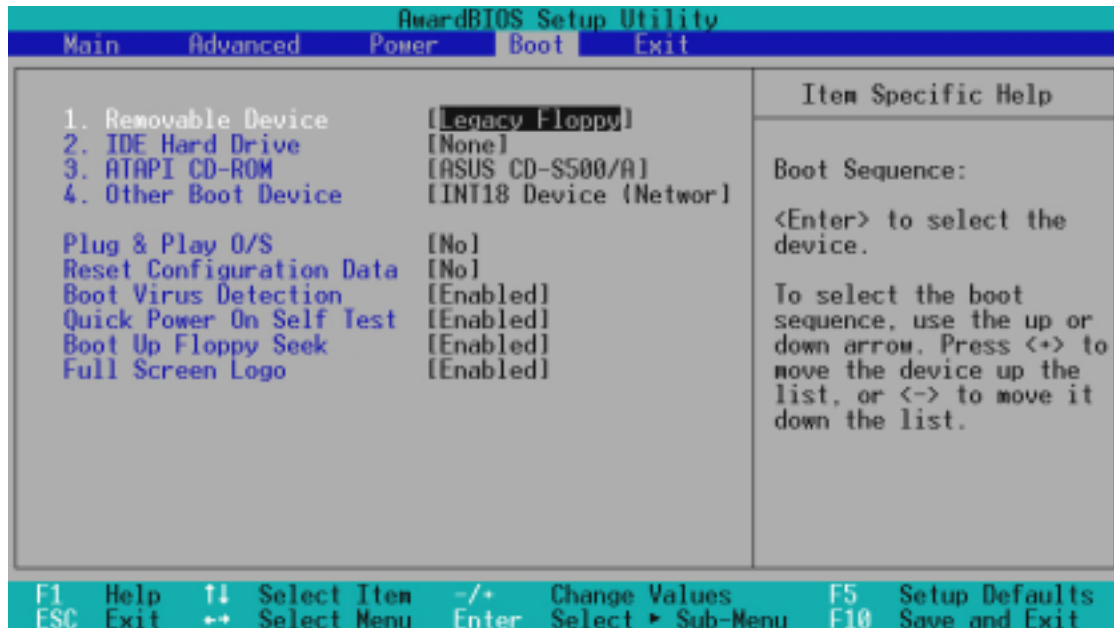 AwardBIOS Setup Utility
Main Advanced Power Boot Exit
1. Removable Device [Legacy Floppy]
2. IDE Hard Drive [None]
3. ATAPI CD-ROM [ASUS CD-S500/A]
4. Other Boot Device [INT18 Device (Networ]
Plug & Play O/S [No]
Reset Configuration Data [No]
Boot Virus Detection [Enabled]
Quick Power On Self Test [Enabled]
Boot Up Floppy Seek [Enabled]
Full Screen Logo [Enabled]
Item Specific Help
Boot Sequence:
<Enter> to select the
device.
To select the boot
sequence, use the up or
down arrow. Press <+> to
move the device up the
list, or <-> to move it
down the list.
F1 Help ↑↓ Select Item -/+ Change Values F5 Setup Defaults
ESC Exit ←→ Select Menu Enter Select ► Sub-Menu F10 Save and Exit